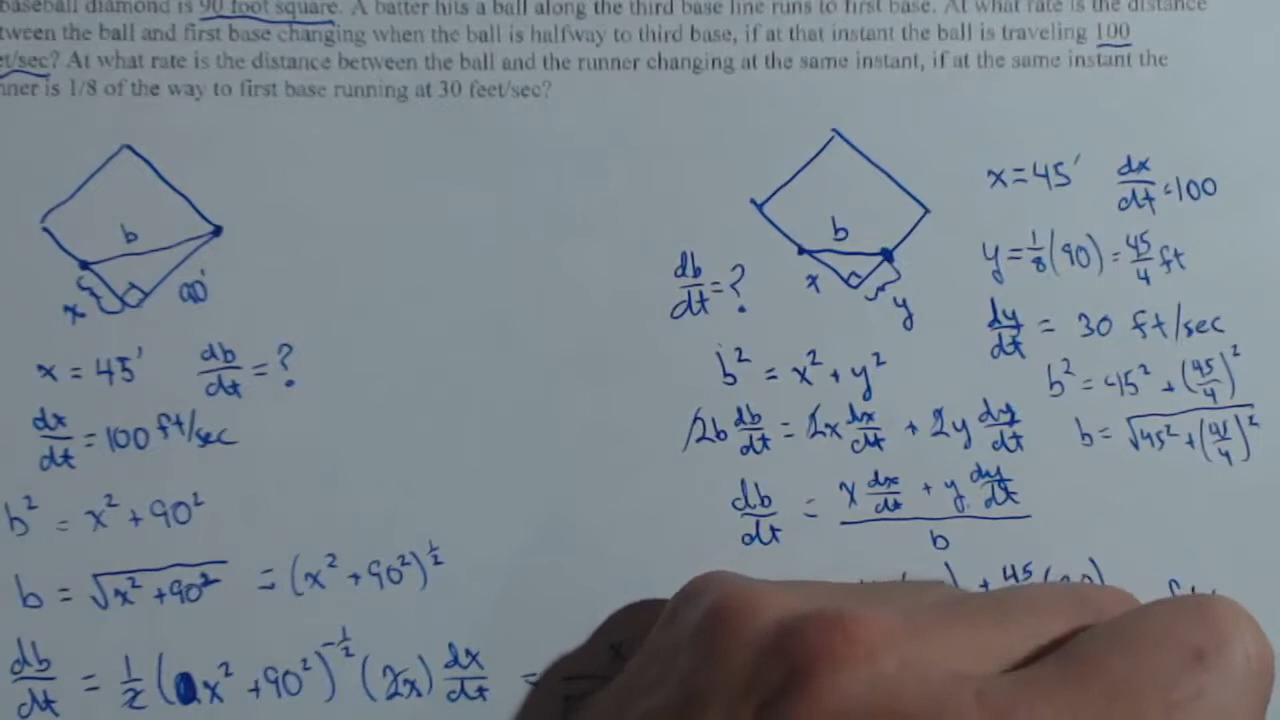 baseball diamond is 90 foot square. A batter hits a ball along the third base line runs to first base. At what rate is the distance
tween the ball and first base changing when the ball is halfway to third base, if at that instant the ball is traveling 100
et/sec? At what rate is the distance between the ball and the runner changing at the same instant, if at the same instant the
nner is 1/8 of the way to first base running at 30 feet/sec?
b
x
90'
x = 45'   db/dt = ?
dx/dt = 100 ft/sec
b² = x² + 90²
b = √(x² + 90²) = (x² + 90²)^(1/2)
db/dt = 1/2 (x² + 90²)^(-1/2) (2x) dx/dt =
b
x
y
db/dt = ?
x = 45'   dx/dt = 100
y = 1/8 (90) = 45/4 ft
dy/dt = 30 ft/sec
b² = x² + y²
b² = 45² + (45/4)²
2b db/dt = 2x dx/dt + 2y dy/dt
b = √(45² + (45/4)²)
db/dt = (x dx/dt + y dy/dt) / b
+ 45